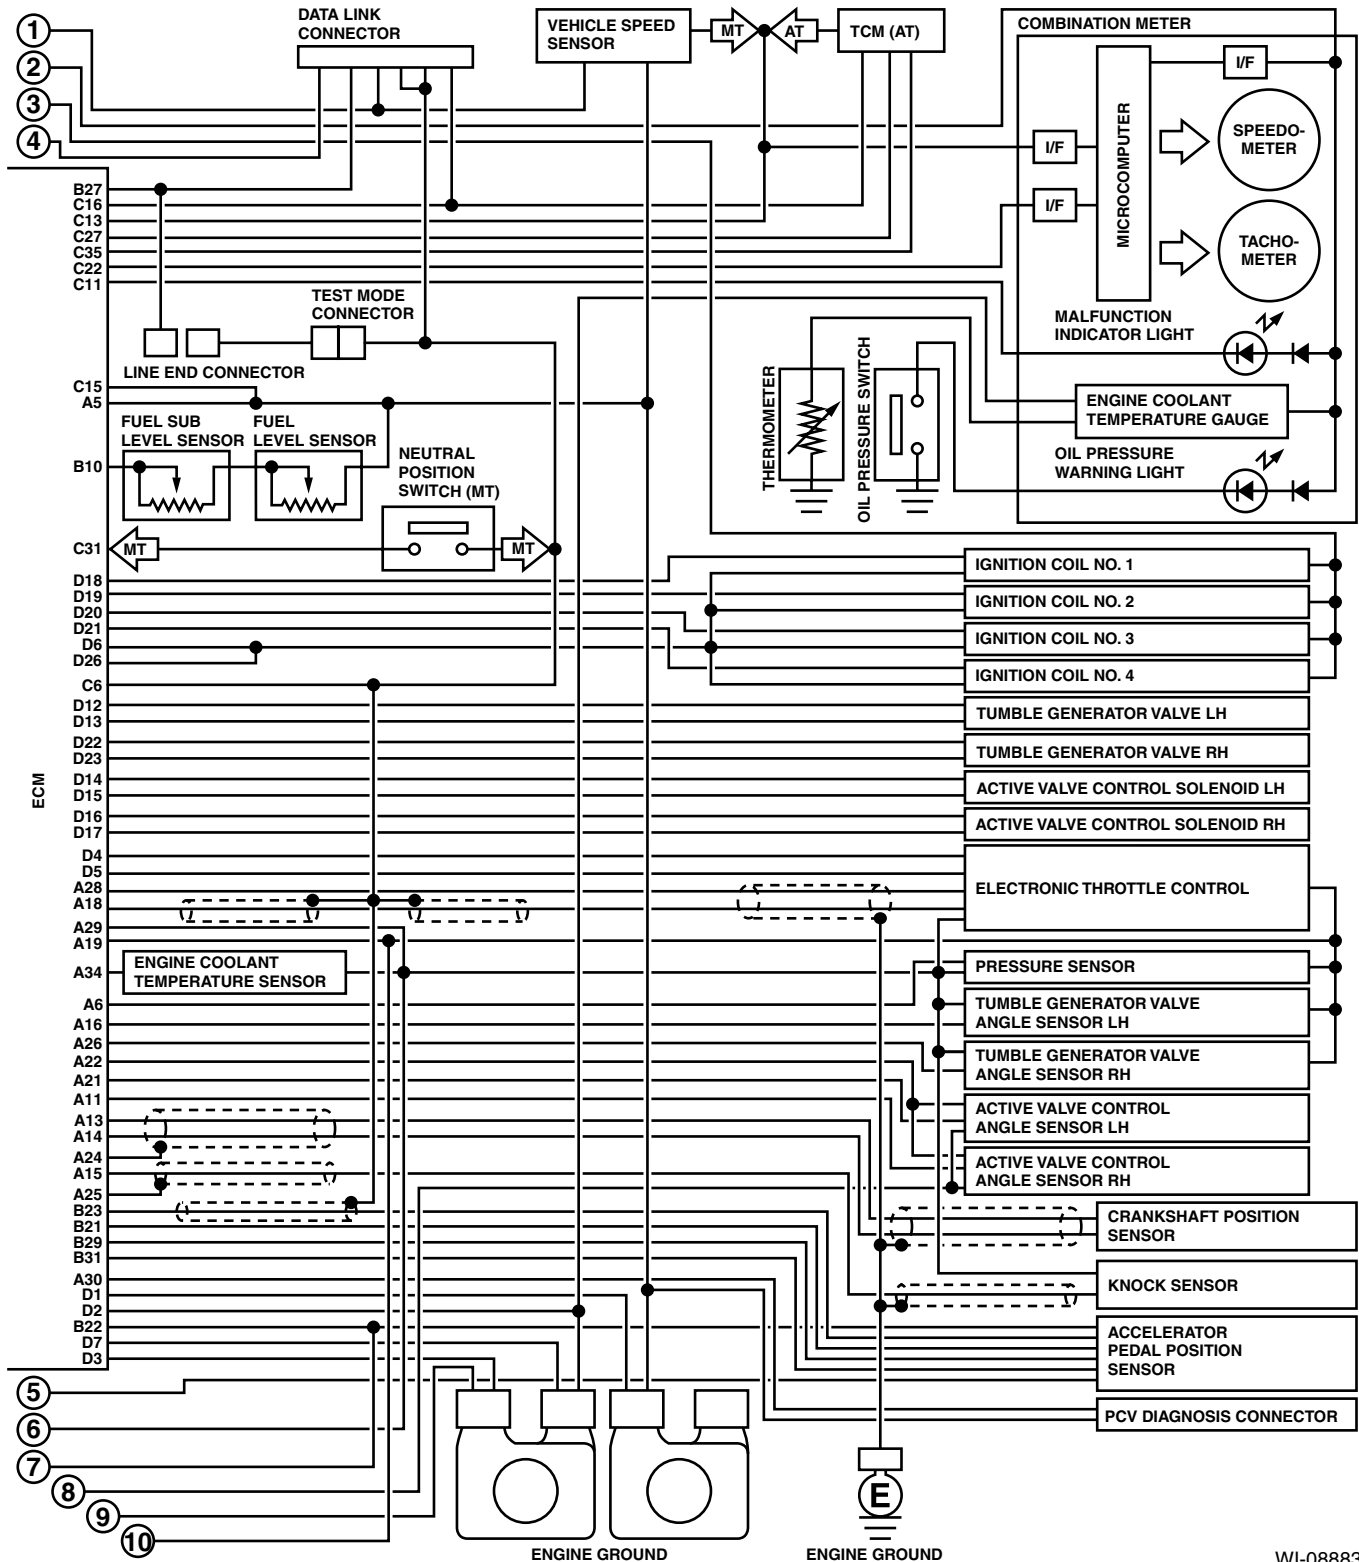 1
2
3
4
DATA LINK
CONNECTOR
VEHICLE SPEED
SENSOR
MT
AT
TCM (AT)
COMBINATION METER
I/F
I/F
I/F
MICROCOMPUTER
SPEEDO-
METER
TACHO-
METER
MALFUNCTION
INDICATOR LIGHT
ENGINE COOLANT
TEMPERATURE GAUGE
OIL PRESSURE
WARNING LIGHT
B27
C16
C13
C27
C35
C22
C11
TEST MODE
CONNECTOR
LINE END CONNECTOR
THERMOMETER
OIL PRESSURE SWITCH
C15
A5
FUEL SUB
LEVEL SENSOR
FUEL
LEVEL SENSOR
B10
NEUTRAL
POSITION
SWITCH (MT)
C31
MT
MT
D18
D19
D20
D21
D6
D26
C6
D12
D13
D22
D23
D14
D15
D16
D17
D4
D5
A28
A18
A29
A19
A34
ENGINE COOLANT
TEMPERATURE SENSOR
A6
A16
A26
A22
A21
A11
A13
A14
A24
A15
A25
B23
B21
B29
B31
A30
D1
D2
B22
D7
D3
ECM
IGNITION COIL NO. 1
IGNITION COIL NO. 2
IGNITION COIL NO. 3
IGNITION COIL NO. 4
TUMBLE GENERATOR VALVE LH
TUMBLE GENERATOR VALVE RH
ACTIVE VALVE CONTROL SOLENOID LH
ACTIVE VALVE CONTROL SOLENOID RH
ELECTRONIC THROTTLE CONTROL
PRESSURE SENSOR
TUMBLE GENERATOR VALVE
ANGLE SENSOR LH
TUMBLE GENERATOR VALVE
ANGLE SENSOR RH
ACTIVE VALVE CONTROL
ANGLE SENSOR LH
ACTIVE VALVE CONTROL
ANGLE SENSOR RH
CRANKSHAFT POSITION
SENSOR
KNOCK SENSOR
ACCELERATOR
PEDAL POSITION
SENSOR
PCV DIAGNOSIS CONNECTOR
5
6
7
8
9
10
E
ENGINE GROUND
ENGINE GROUND
WI-08883